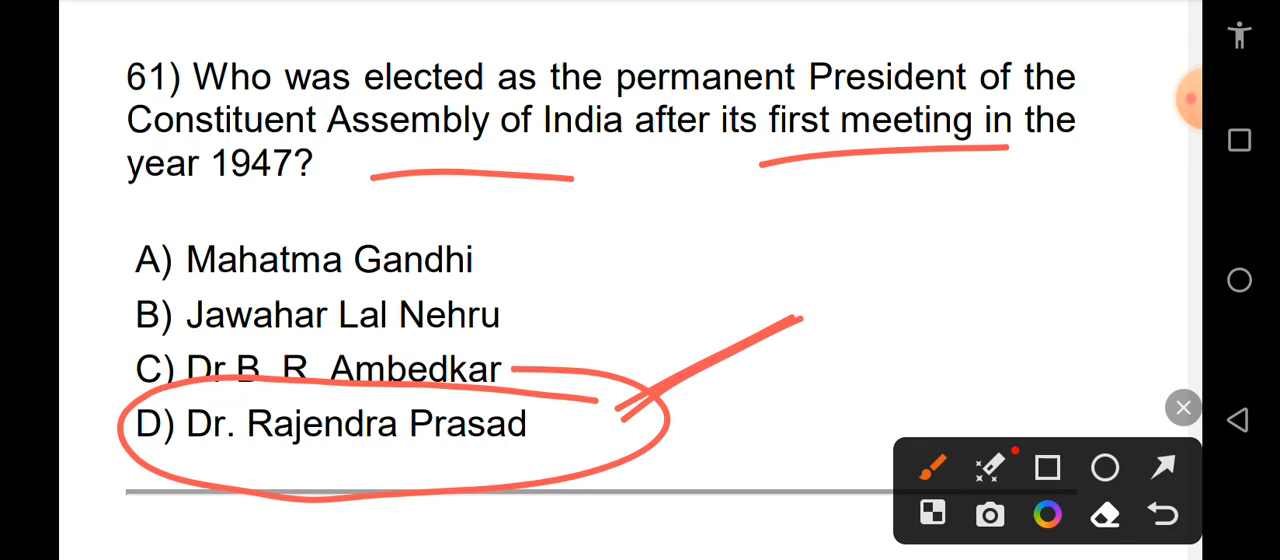 61) Who was elected as the permanent President of the
Constituent Assembly of India after its first meeting in the
year 1947?
A) Mahatma Gandhi
B) Jawahar Lal Nehru
C) Dr B. R. Ambedkar
D) Dr. Rajendra Prasad